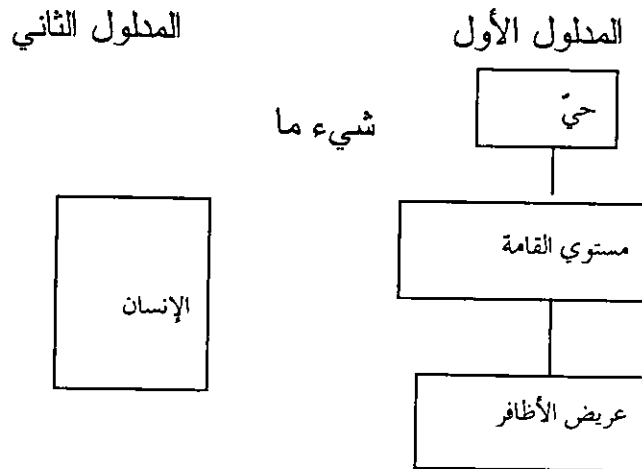 المدلول الأول
المدلول الثاني
حيّ
شيء ما
مستوي القامة
الإنسان
عريض الأظافر